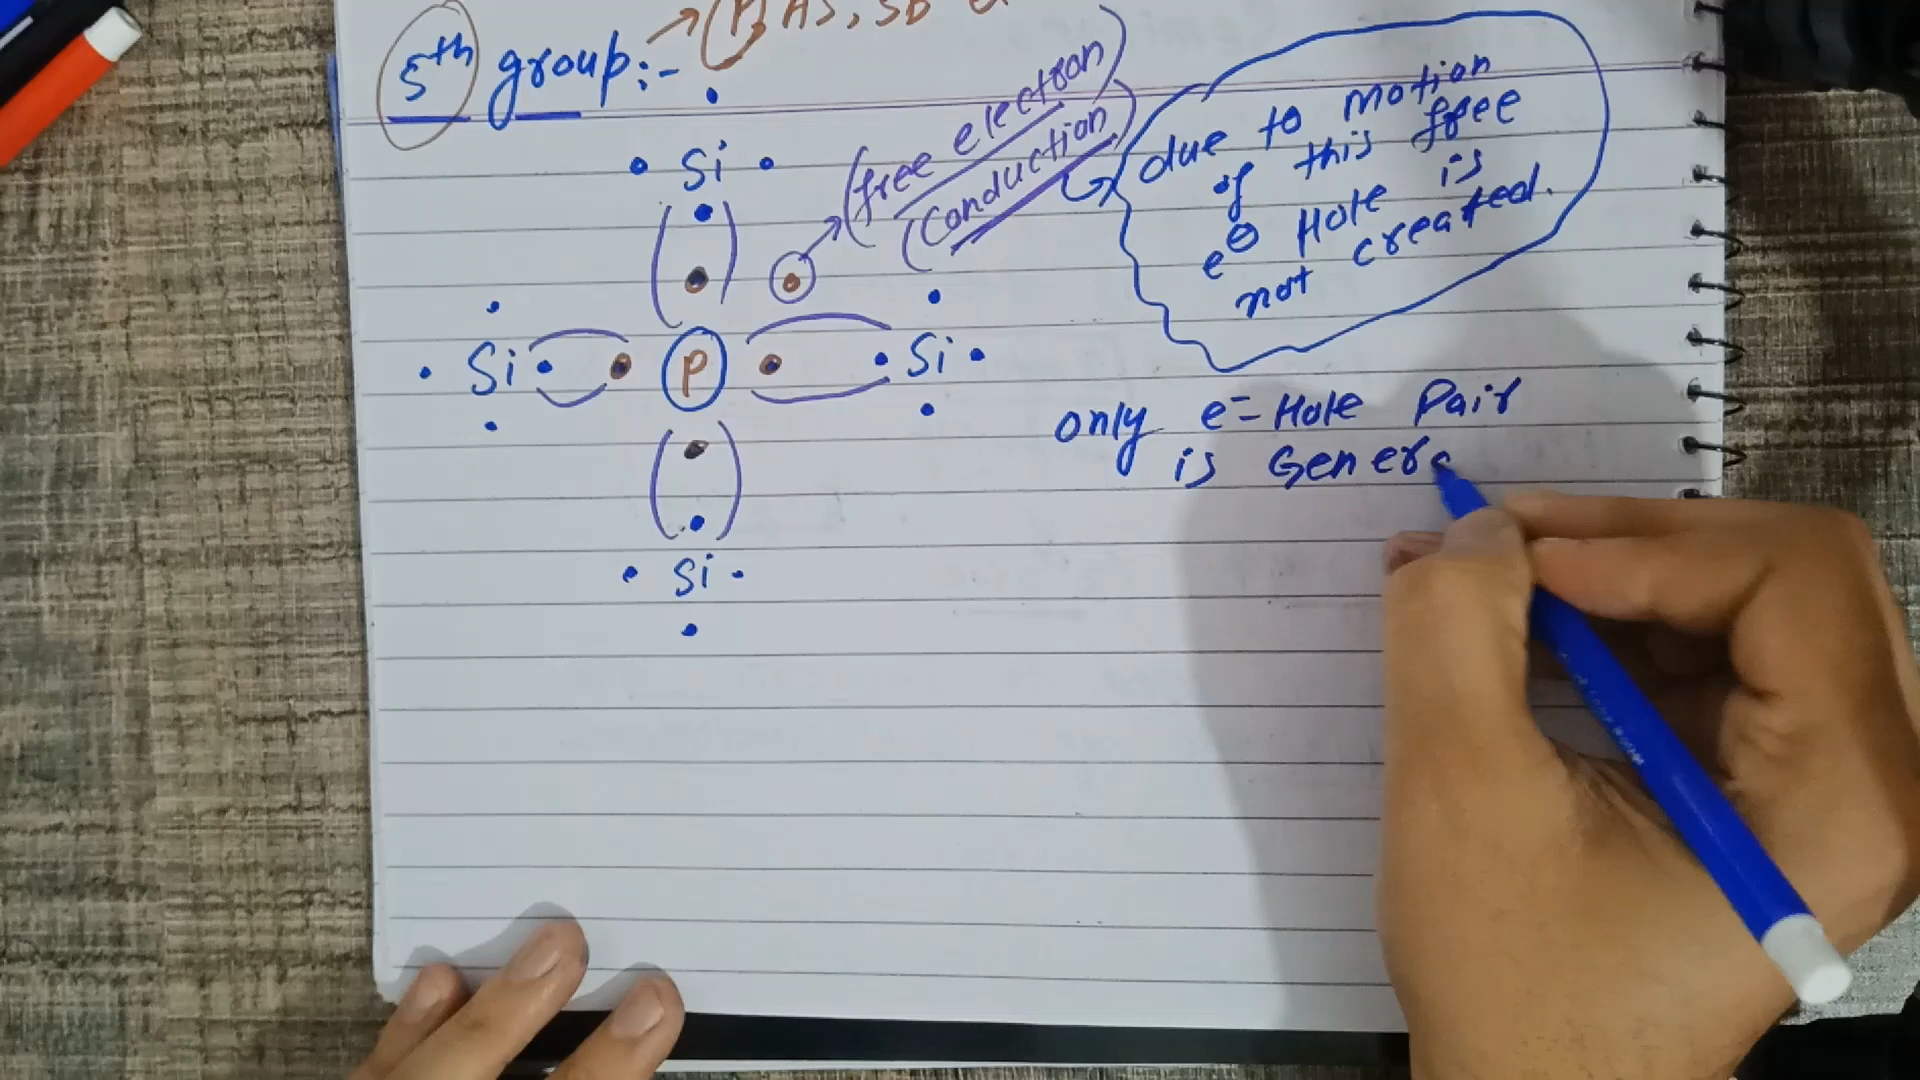 5th group:-
(P, As, Sb
(free electron)
(conduction)
due to motion
of this free
e⊖ Hole is
not created.
Si
Si P Si
Si
only e- Hole Pair
is Genera